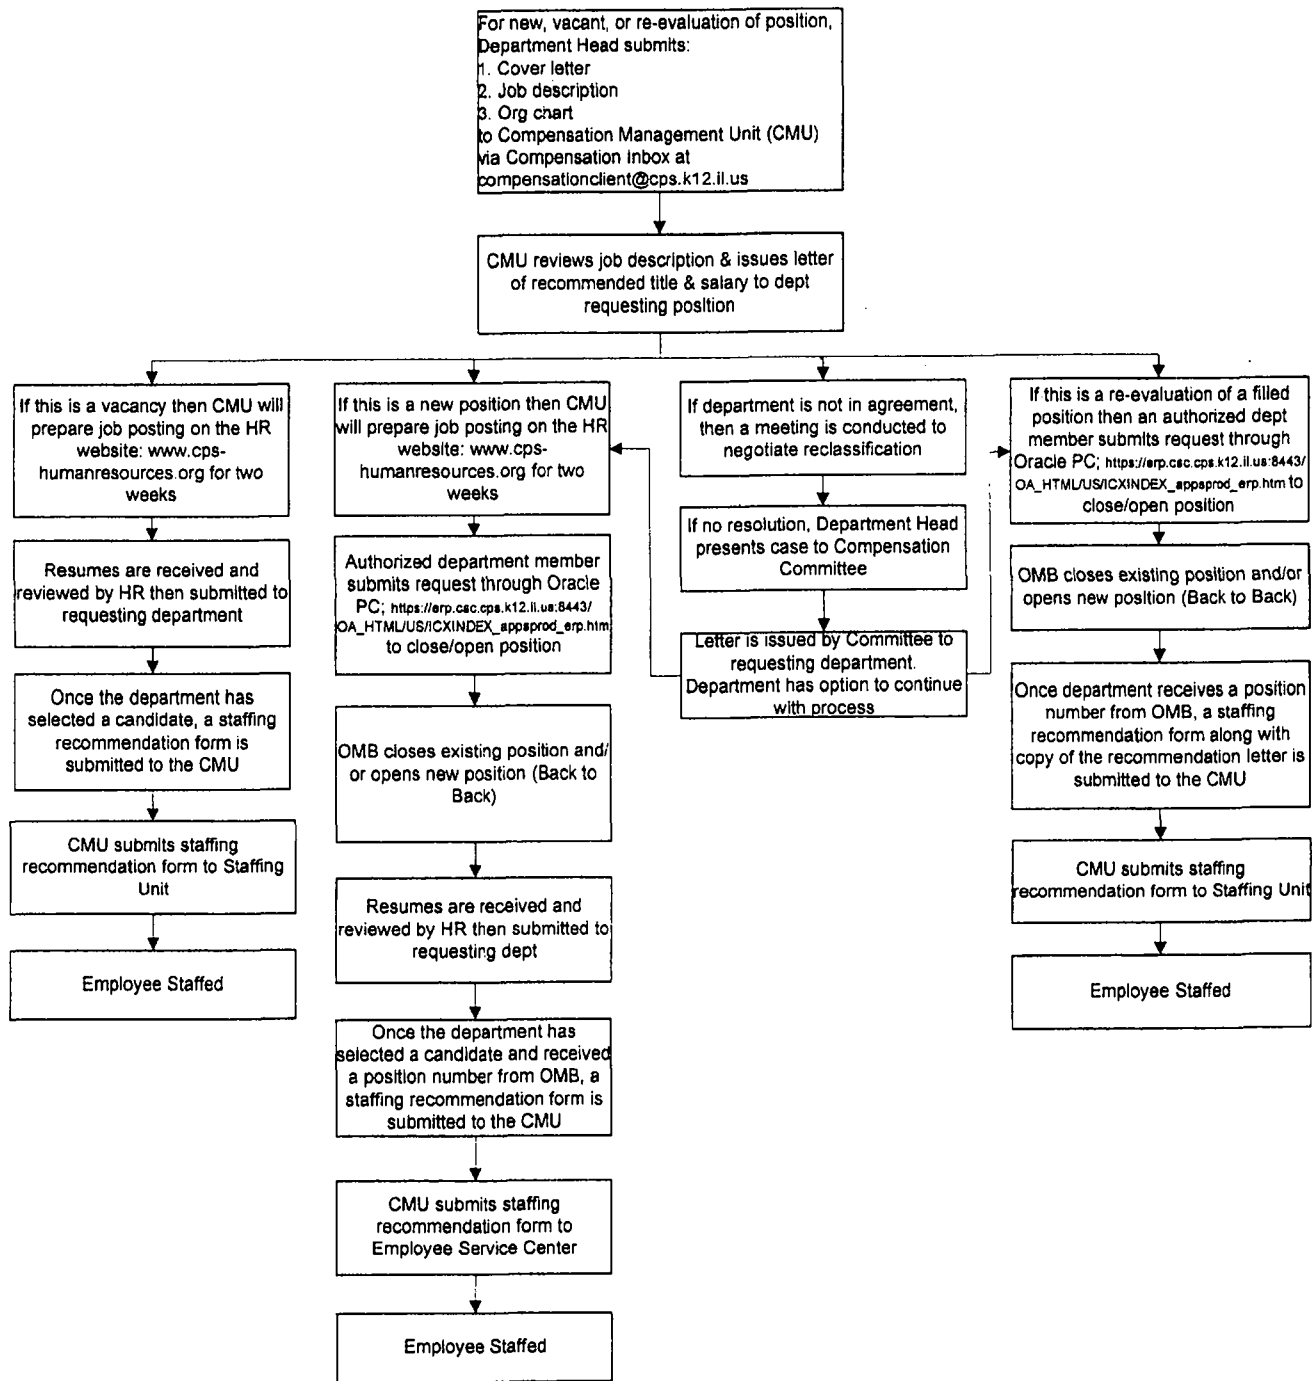 For new, vacant, or re-evaluation of position,
Department Head submits:
1. Cover letter
2. Job description
3. Org chart
to Compensation Management Unit (CMU)
via Compensation Inbox at
compensationclient@cps.k12.il.us
CMU reviews job description & issues letter
of recommended title & salary to dept
requesting position
If this is a vacancy then CMU will
prepare job posting on the HR
website: www.cps-
humanresources.org for two
weeks
Resumes are received and
reviewed by HR then submitted to
requesting department
Once the department has
selected a candidate, a staffing
recommendation form is
submitted to the CMU
CMU submits staffing
recommendation form to Staffing
Unit
Employee Staffed
If this is a new position then CMU
will prepare job posting on the HR
website: www.cps-
humanresources.org for two
weeks
Authorized department member
submits request through Oracle
PC; https://erp.csc.cps.k12.il.us:8443/
OA_HTML/US/ICXINDEX_appsprod_erp.htm
to close/open position
OMB closes existing position and/
or opens new position (Back to
Back)
Resumes are received and
reviewed by HR then submitted to
requesting dept
Once the department has
selected a candidate and received
a position number from OMB, a
staffing recommendation form is
submitted to the CMU
CMU submits staffing
recommendation form to
Employee Service Center
Employee Staffed
If department is not in agreement,
then a meeting is conducted to
negotiate reclassification
If no resolution, Department Head
presents case to Compensation
Committee
Letter is issued by Committee to
requesting department.
Department has option to continue
with process
If this is a re-evaluation of a filled
position then an authorized dept
member submits request through
Oracle PC; https://erp.csc.cps.k12.il.us:8443/
OA_HTML/US/ICXINDEX_appsprod_erp.htm to
close/open position
OMB closes existing position and/or
opens new position (Back to Back)
Once department receives a position
number from OMB, a staffing
recommendation form along with
copy of the recommendation letter is
submitted to the CMU
CMU submits staffing
recommendation form to Staffing Unit
Employee Staffed